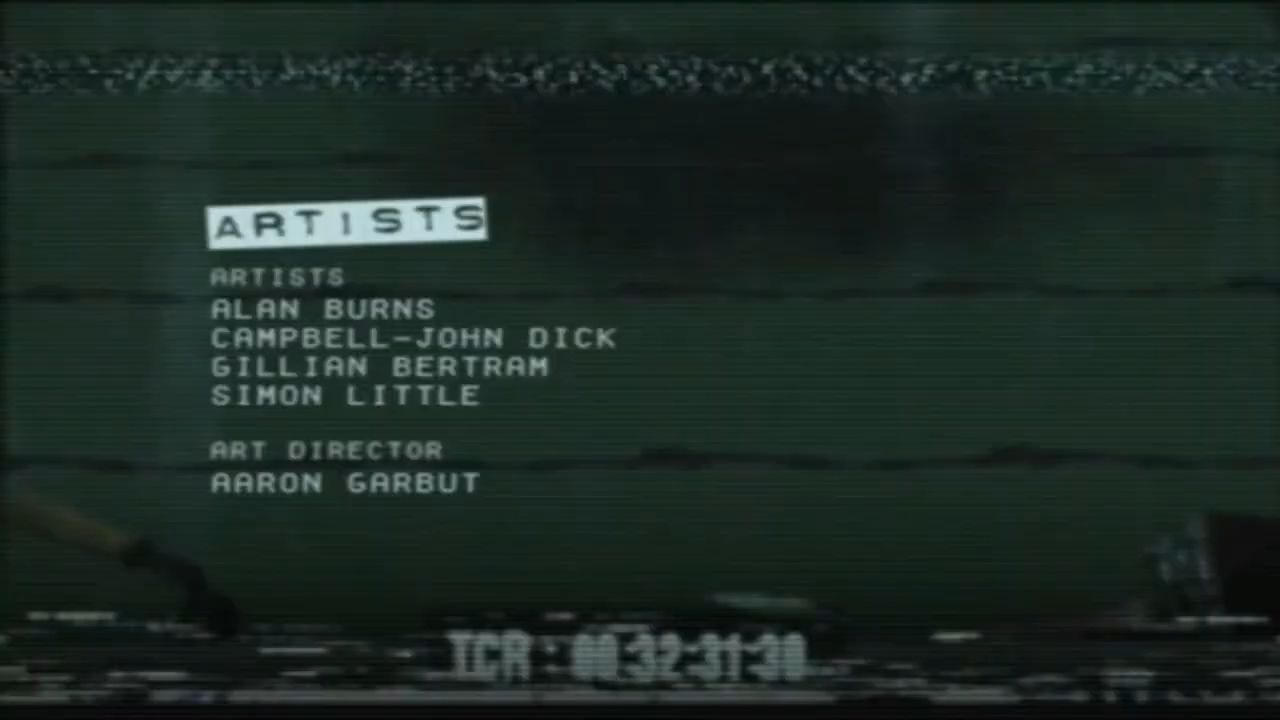 ARTISTS
ARTISTS
ALAN BURNS
CAMPBELL-JOHN DICK
GILLIAN BERTRAM
SIMON LITTLE
ART DIRECTOR
AARON GARBUT
TCR:00:32:31:30